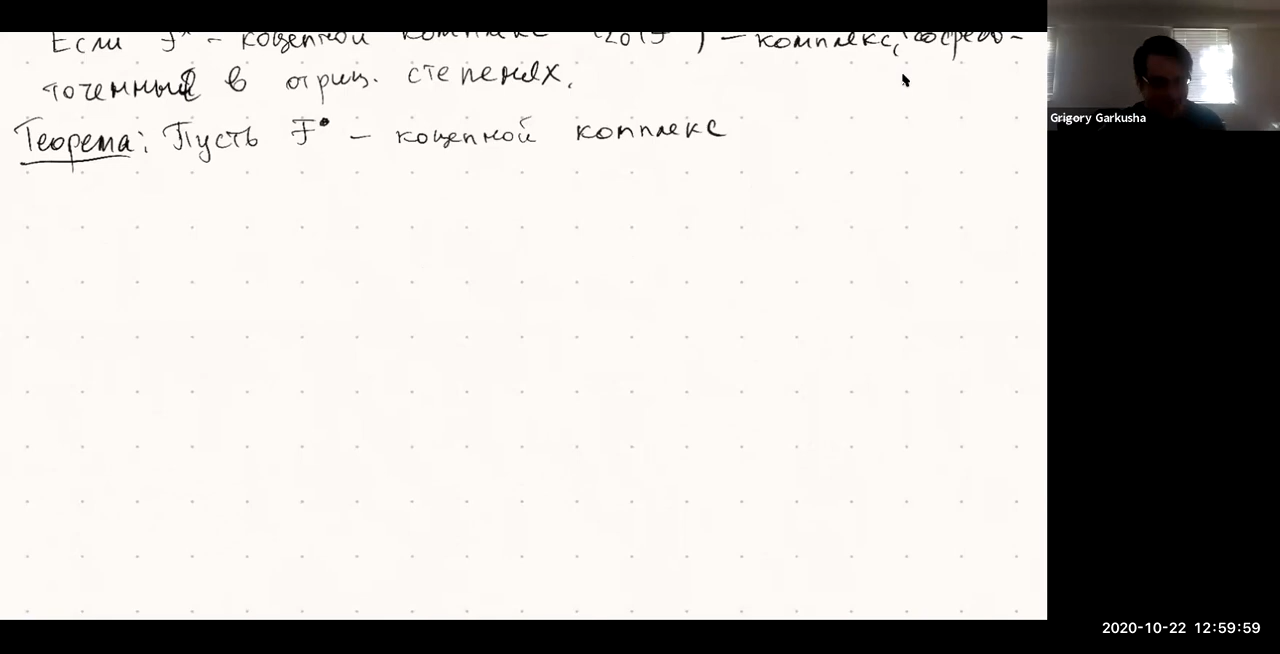 Если F• - коцепной комплекс ) - комплекс, сосредо-
точенный в отриц. степенях.
Теорема: Пусть F• - коцепной комплекс
Grigory Garkusha
2020-10-22 12:59:59